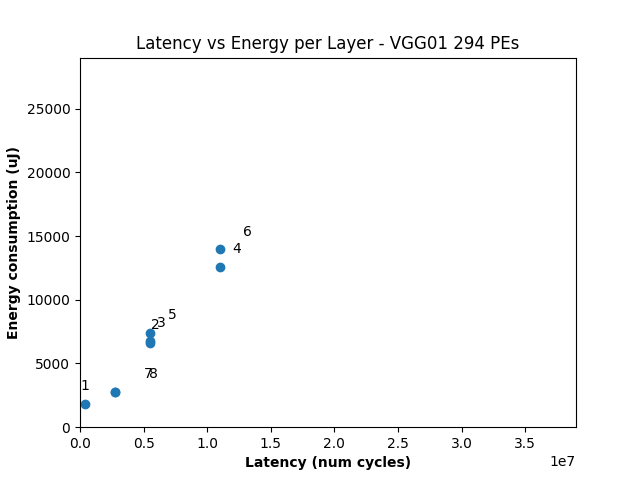 Latency vs Energy per Layer - VGG01 294 PEs
Energy consumption (uJ)
25000
20000
15000
10000
5000
0
6
4
5
2
3
7
8
1
0.0 0.5 1.0 1.5 2.0 2.5 3.0 3.5
1e7
Latency (num cycles)